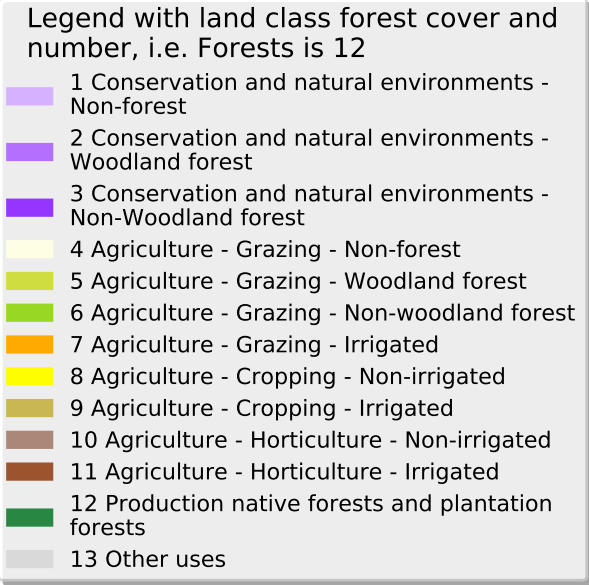 Legend with land class forest cover and
number, i.e. Forests is 12
1 Conservation and natural environments -
Non-forest
2 Conservation and natural environments -
Woodland forest
3 Conservation and natural environments -
Non-Woodland forest
4 Agriculture - Grazing - Non-forest
5 Agriculture - Grazing - Woodland forest
6 Agriculture - Grazing - Non-woodland forest
7 Agriculture - Grazing - Irrigated
8 Agriculture - Cropping - Non-irrigated
9 Agriculture - Cropping - Irrigated
10 Agriculture - Horticulture - Non-irrigated
11 Agriculture - Horticulture - Irrigated
12 Production native forests and plantation
forests
13 Other uses